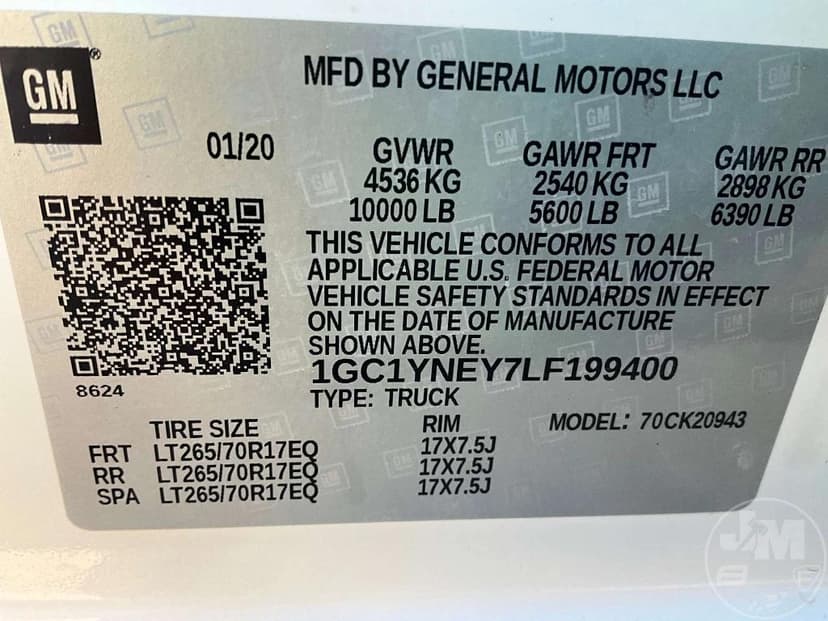 GM®
MFD BY GENERAL MOTORS LLC
01/20
GVWR GAWR FRT GAWR RR
4536 KG 2540 KG 2898 KG
10000 LB 5600 LB 6390 LB
THIS VEHICLE CONFORMS TO ALL
APPLICABLE U.S. FEDERAL MOTOR
VEHICLE SAFETY STANDARDS IN EFFECT
ON THE DATE OF MANUFACTURE
SHOWN ABOVE.
1GC1YNEY7LF199400
8624
TYPE: TRUCK
TIRE SIZE RIM MODEL: 70CK20943
FRT LT265/70R17EQ 17X7.5J
RR LT265/70R17EQ 17X7.5J
SPA LT265/70R17EQ 17X7.5J
J&M